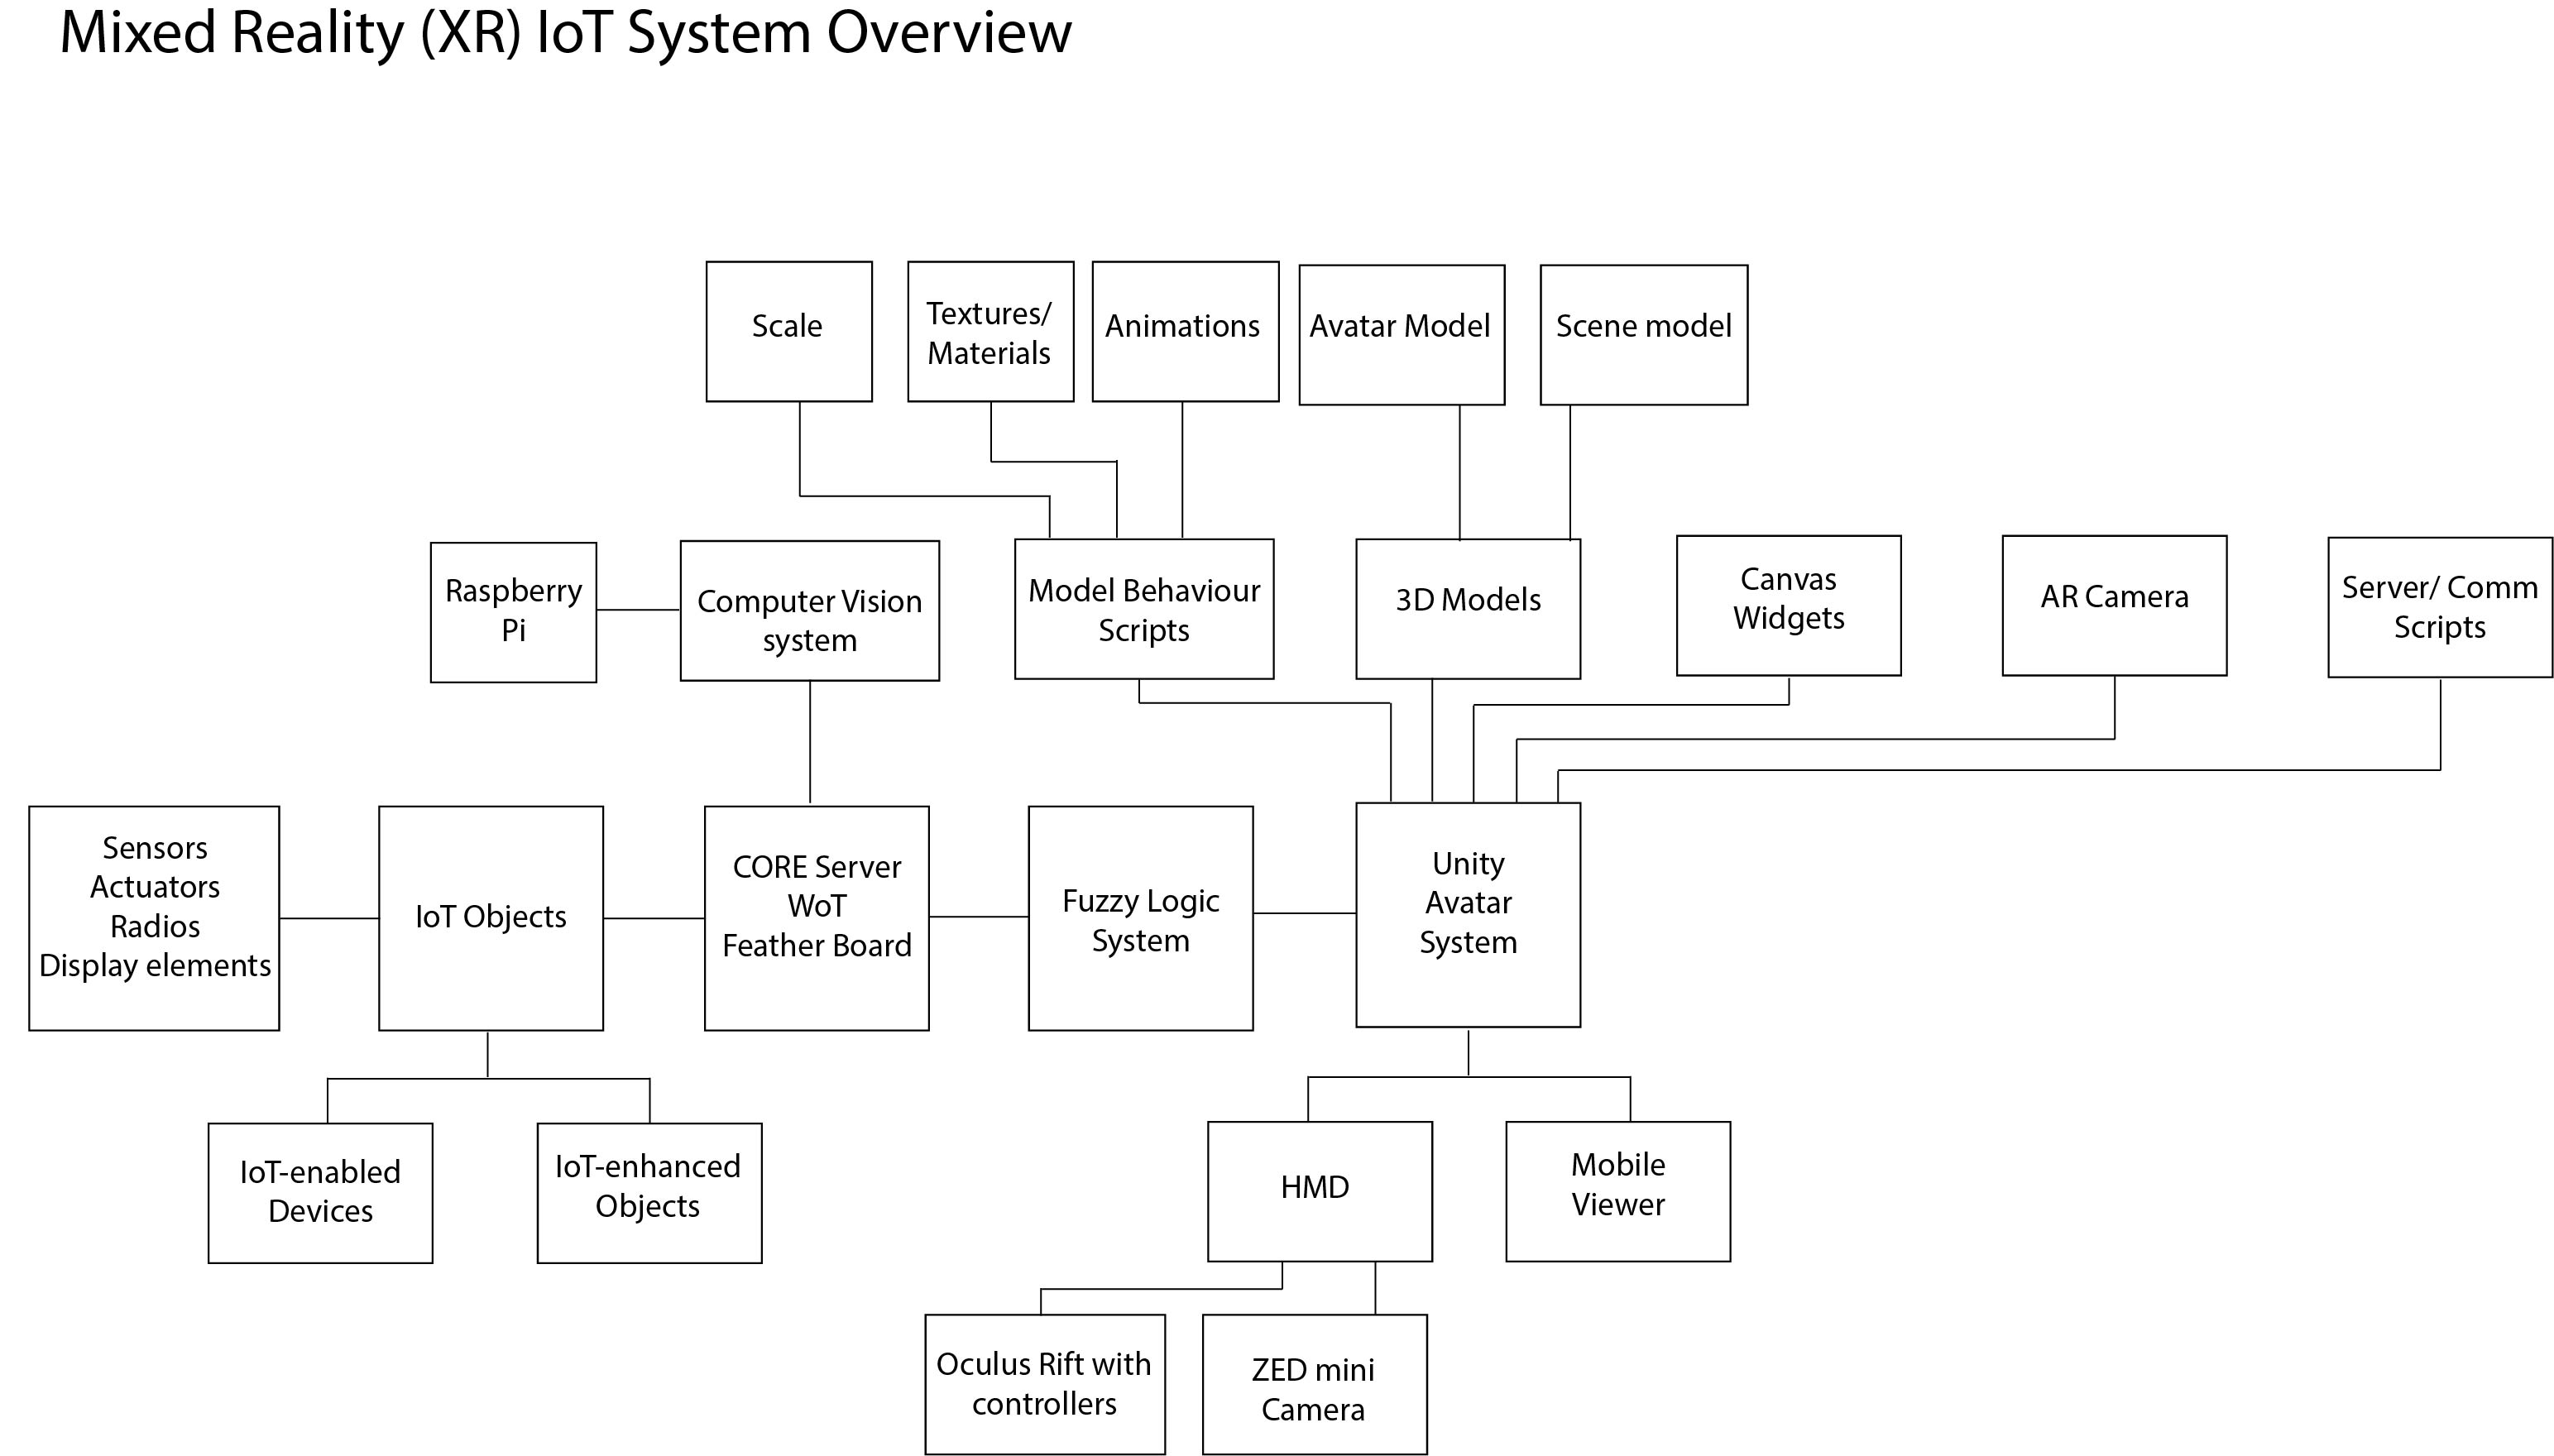 Mixed Reality (XR) IoT System Overview
Scale
Textures/
Materials
Animations
Avatar Model
Scene model
Raspberry
Pi
Computer Vision
system
Model Behaviour
Scripts
3D Models
Canvas
Widgets
AR Camera
Server/ Comm
Scripts
Sensors
Actuators
Radios
Display elements
IoT Objects
CORE Server
WoT
Feather Board
Fuzzy Logic
System
Unity
Avatar
System
IoT-enabled
Devices
IoT-enhanced
Objects
HMD
Mobile
Viewer
Oculus Rift with
controllers
ZED mini
Camera